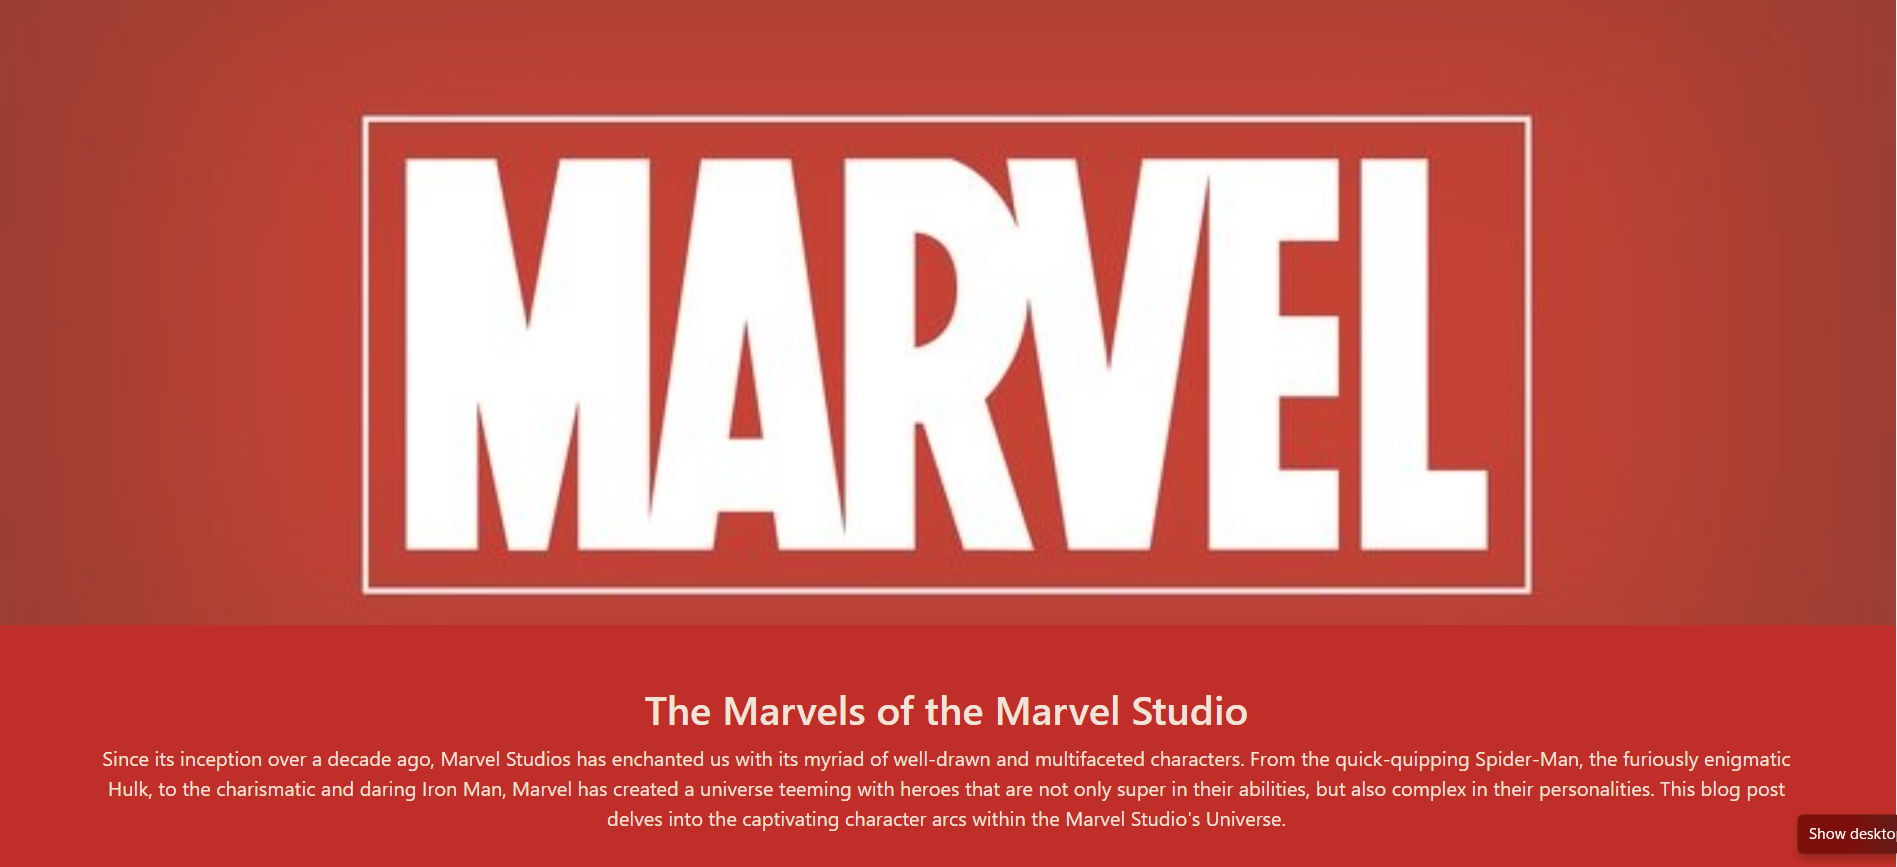 MARVEL
The Marvels of the Marvel Studio
Since its inception over a decade ago, Marvel Studios has enchanted us with its myriad of well-drawn and multifaceted characters. From the quick-quipping Spider-Man, the furiously enigmatic
Hulk, to the charismatic and daring Iron Man, Marvel has created a universe teeming with heroes that are not only super in their abilities, but also complex in their personalities. This blog post
delves into the captivating character arcs within the Marvel Studio's Universe.
Show deskto